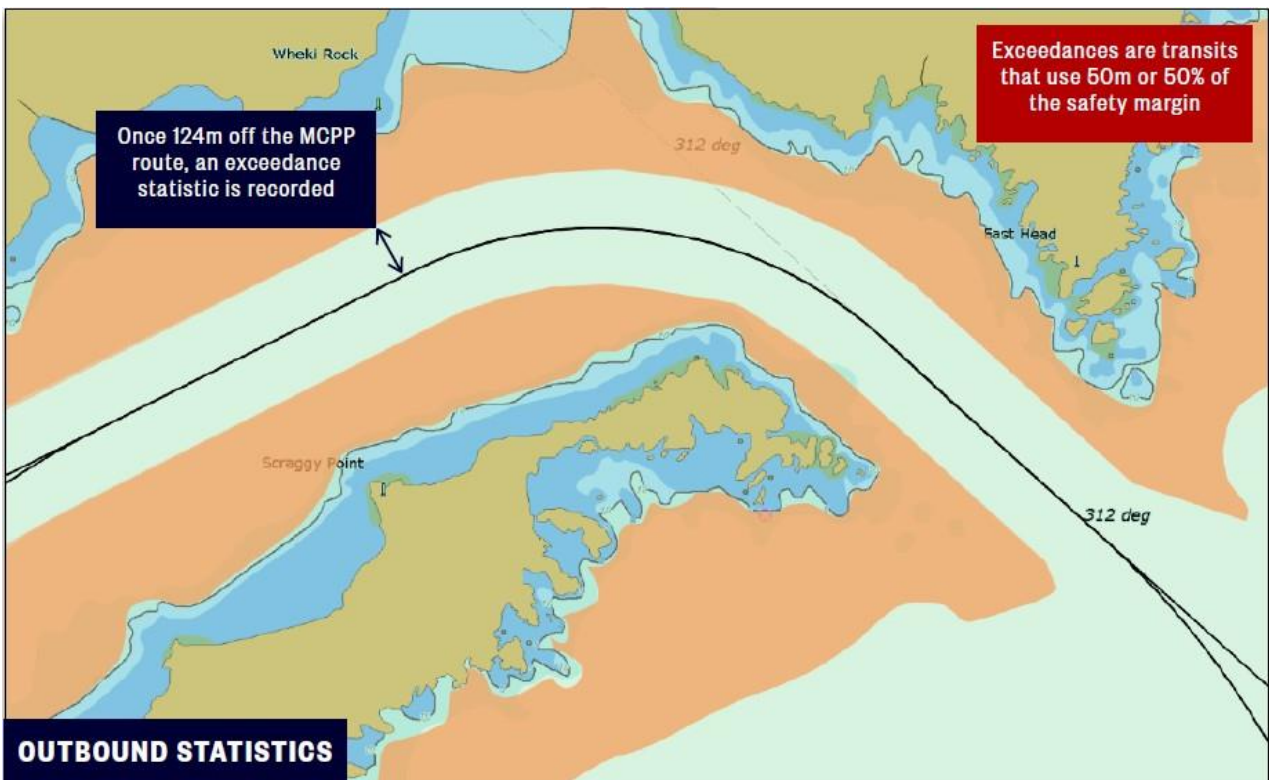 Wheki Rock
Exceedances are transits
that use 50m or 50% of
the safety margin
Once 124m off the MCPP
route, an exceedance
statistic is recorded
312 deg
East Head
Scraggy Point
312 deg
OUTBOUND STATISTICS